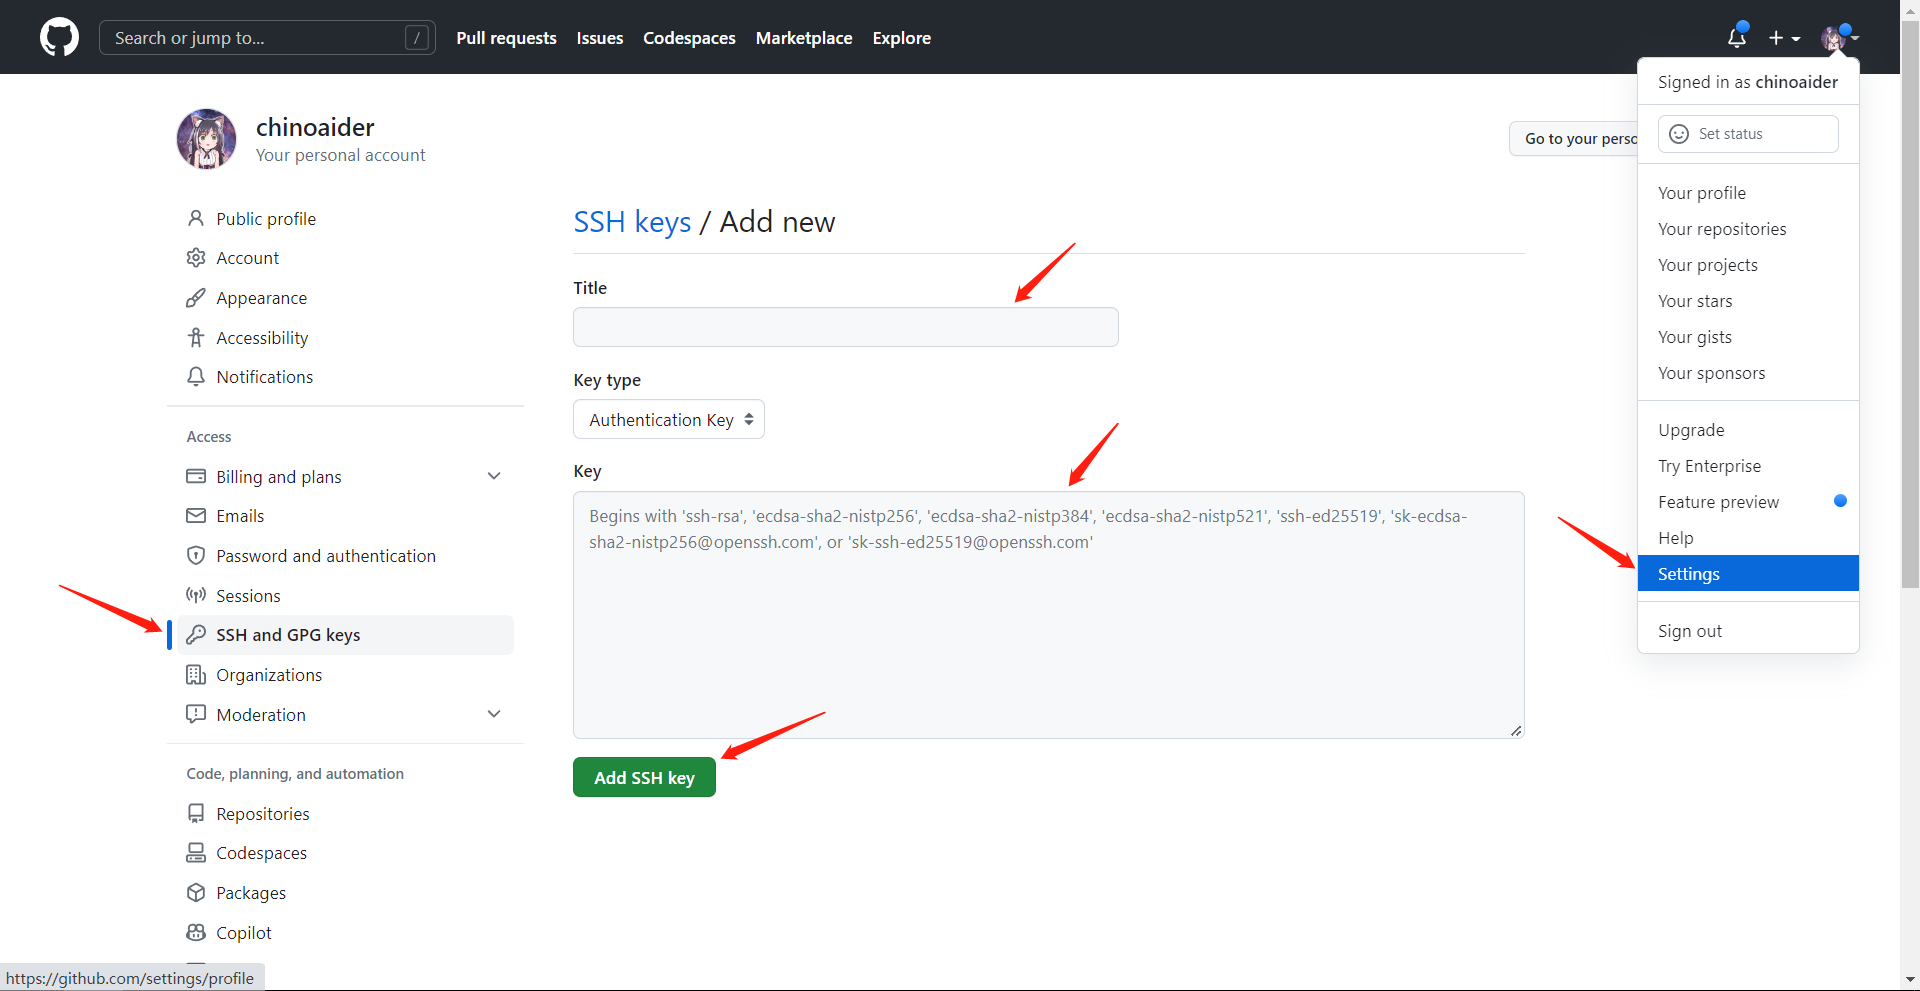 Search or jump to... /
Pull requests
Issues
Codespaces
Marketplace
Explore
Signed in as chinoaider
Set status
Your profile
Your repositories
Your projects
Your stars
Your gists
Your sponsors
Upgrade
Try Enterprise
Feature preview
Help
Settings
Sign out
chinoaider
Your personal account
Go to your perso
Public profile
Account
Appearance
Accessibility
Notifications
Access
Billing and plans
Emails
Password and authentication
Sessions
SSH and GPG keys
Organizations
Moderation
Code, planning, and automation
Repositories
Codespaces
Packages
Copilot
SSH keys / Add new
Title
Key type
Authentication Key
Key
Begins with 'ssh-rsa', 'ecdsa-sha2-nistp256', 'ecdsa-sha2-nistp384', 'ecdsa-sha2-nistp521', 'ssh-ed25519', 'sk-ecdsa-
sha2-nistp256@openssh.com', or 'sk-ssh-ed25519@openssh.com'
Add SSH key
https://github.com/settings/profile